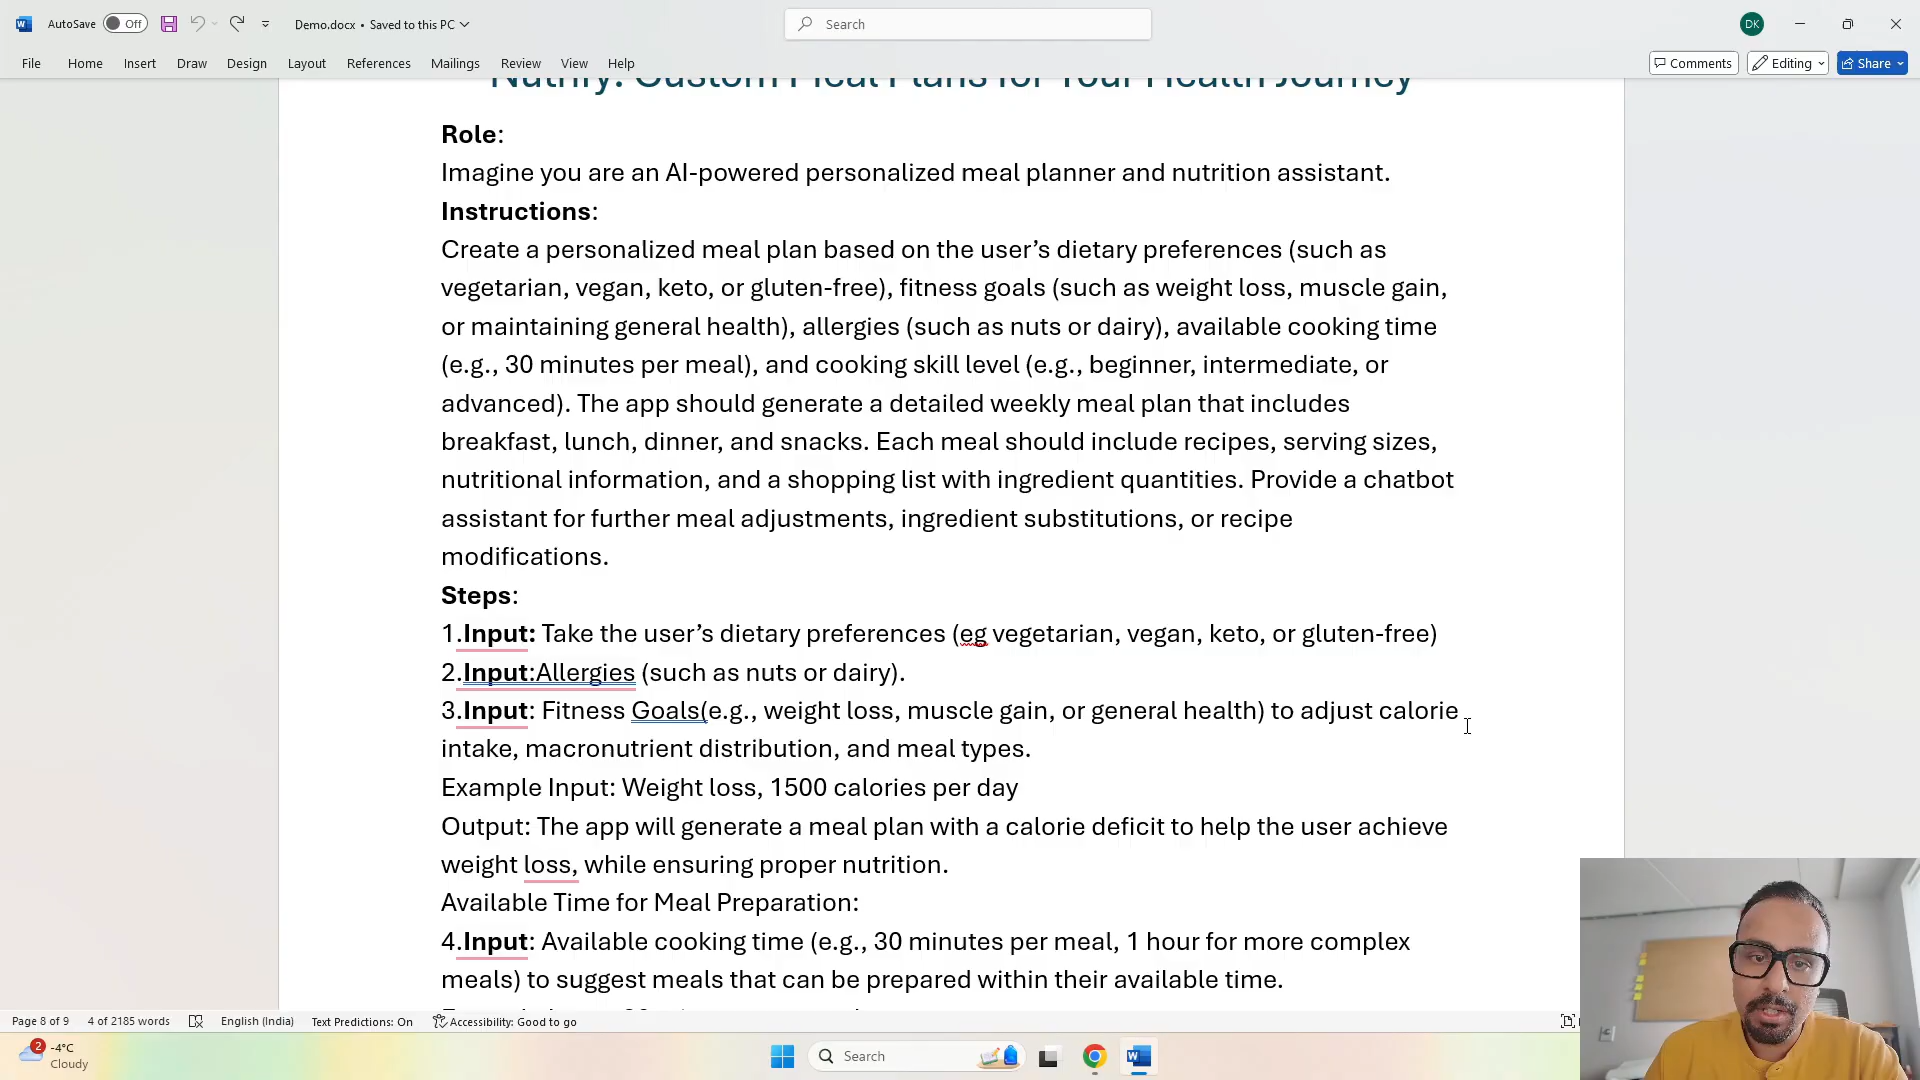 AutoSave Off Demo.docx • Saved to this PC Search DK
File Home Insert Draw Design Layout References Mailings Review View Help Comments Editing Share
Custom Meal Plans for Your Health Journey
Role:
Imagine you are an AI-powered personalized meal planner and nutrition assistant.
Instructions:
Create a personalized meal plan based on the user’s dietary preferences (such as
vegetarian, vegan, keto, or gluten-free), fitness goals (such as weight loss, muscle gain,
or maintaining general health), allergies (such as nuts or dairy), available cooking time
(e.g., 30 minutes per meal), and cooking skill level (e.g., beginner, intermediate, or
advanced). The app should generate a detailed weekly meal plan that includes
breakfast, lunch, dinner, and snacks. Each meal should include recipes, serving sizes,
nutritional information, and a shopping list with ingredient quantities. Provide a chatbot
assistant for further meal adjustments, ingredient substitutions, or recipe
modifications.
Steps:
1.Input: Take the user’s dietary preferences (eg vegetarian, vegan, keto, or gluten-free)
2.Input:Allergies (such as nuts or dairy).
3.Input: Fitness Goals(e.g., weight loss, muscle gain, or general health) to adjust calorie
intake, macronutrient distribution, and meal types.
Example Input: Weight loss, 1500 calories per day
Output: The app will generate a meal plan with a calorie deficit to help the user achieve
weight loss, while ensuring proper nutrition.
Available Time for Meal Preparation:
4.Input: Available cooking time (e.g., 30 minutes per meal, 1 hour for more complex
meals) to suggest meals that can be prepared within their available time.
Page 8 of 9 4 of 2185 words English (India) Text Predictions: On Accessibility: Good to go
2 -4°C
Cloudy
Search